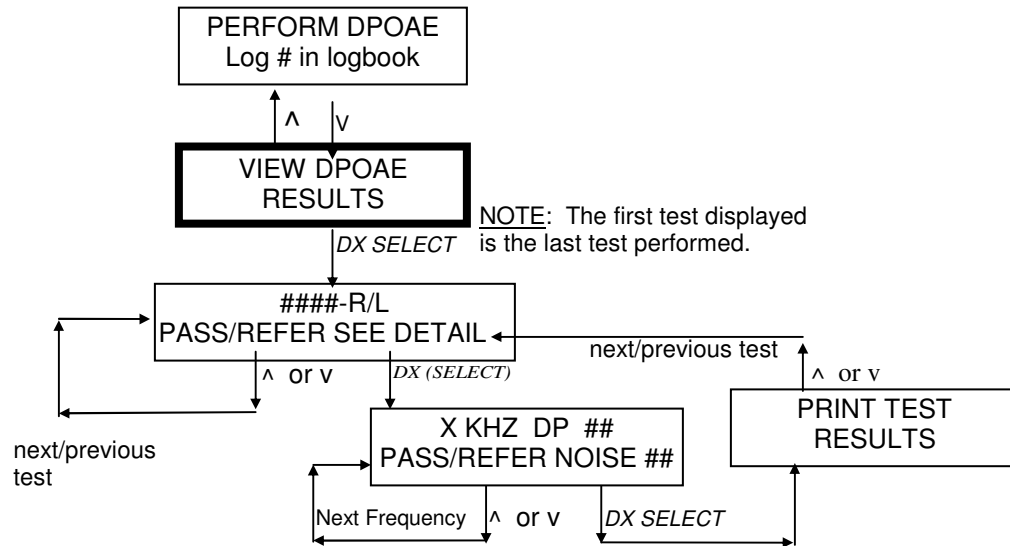 PERFORM DPOAE
Log # in logbook
^ v
VIEW DPOAE
RESULTS
NOTE: The first test displayed
is the last test performed.
DX SELECT
####-R/L
PASS/REFER SEE DETAIL
next/previous test
^ or v
DX (SELECT)
^ or v
next/previous
test
X KHZ DP ##
PASS/REFER NOISE ##
PRINT TEST
RESULTS
Next Frequency
^ or v
DX SELECT